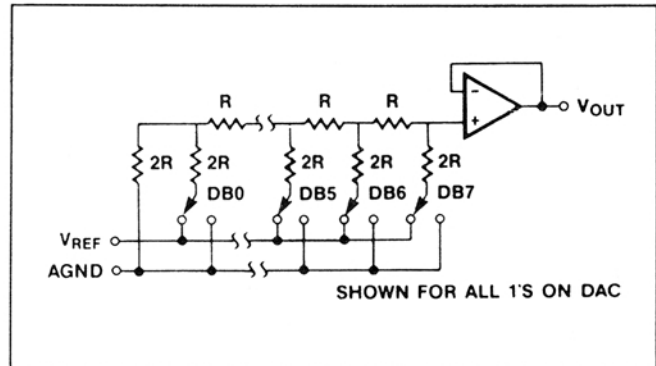 R R R
- +
VOUT
2R 2R 2R 2R 2R
DB0 DB5 DB6 DB7
VREF
AGND
SHOWN FOR ALL 1'S ON DAC